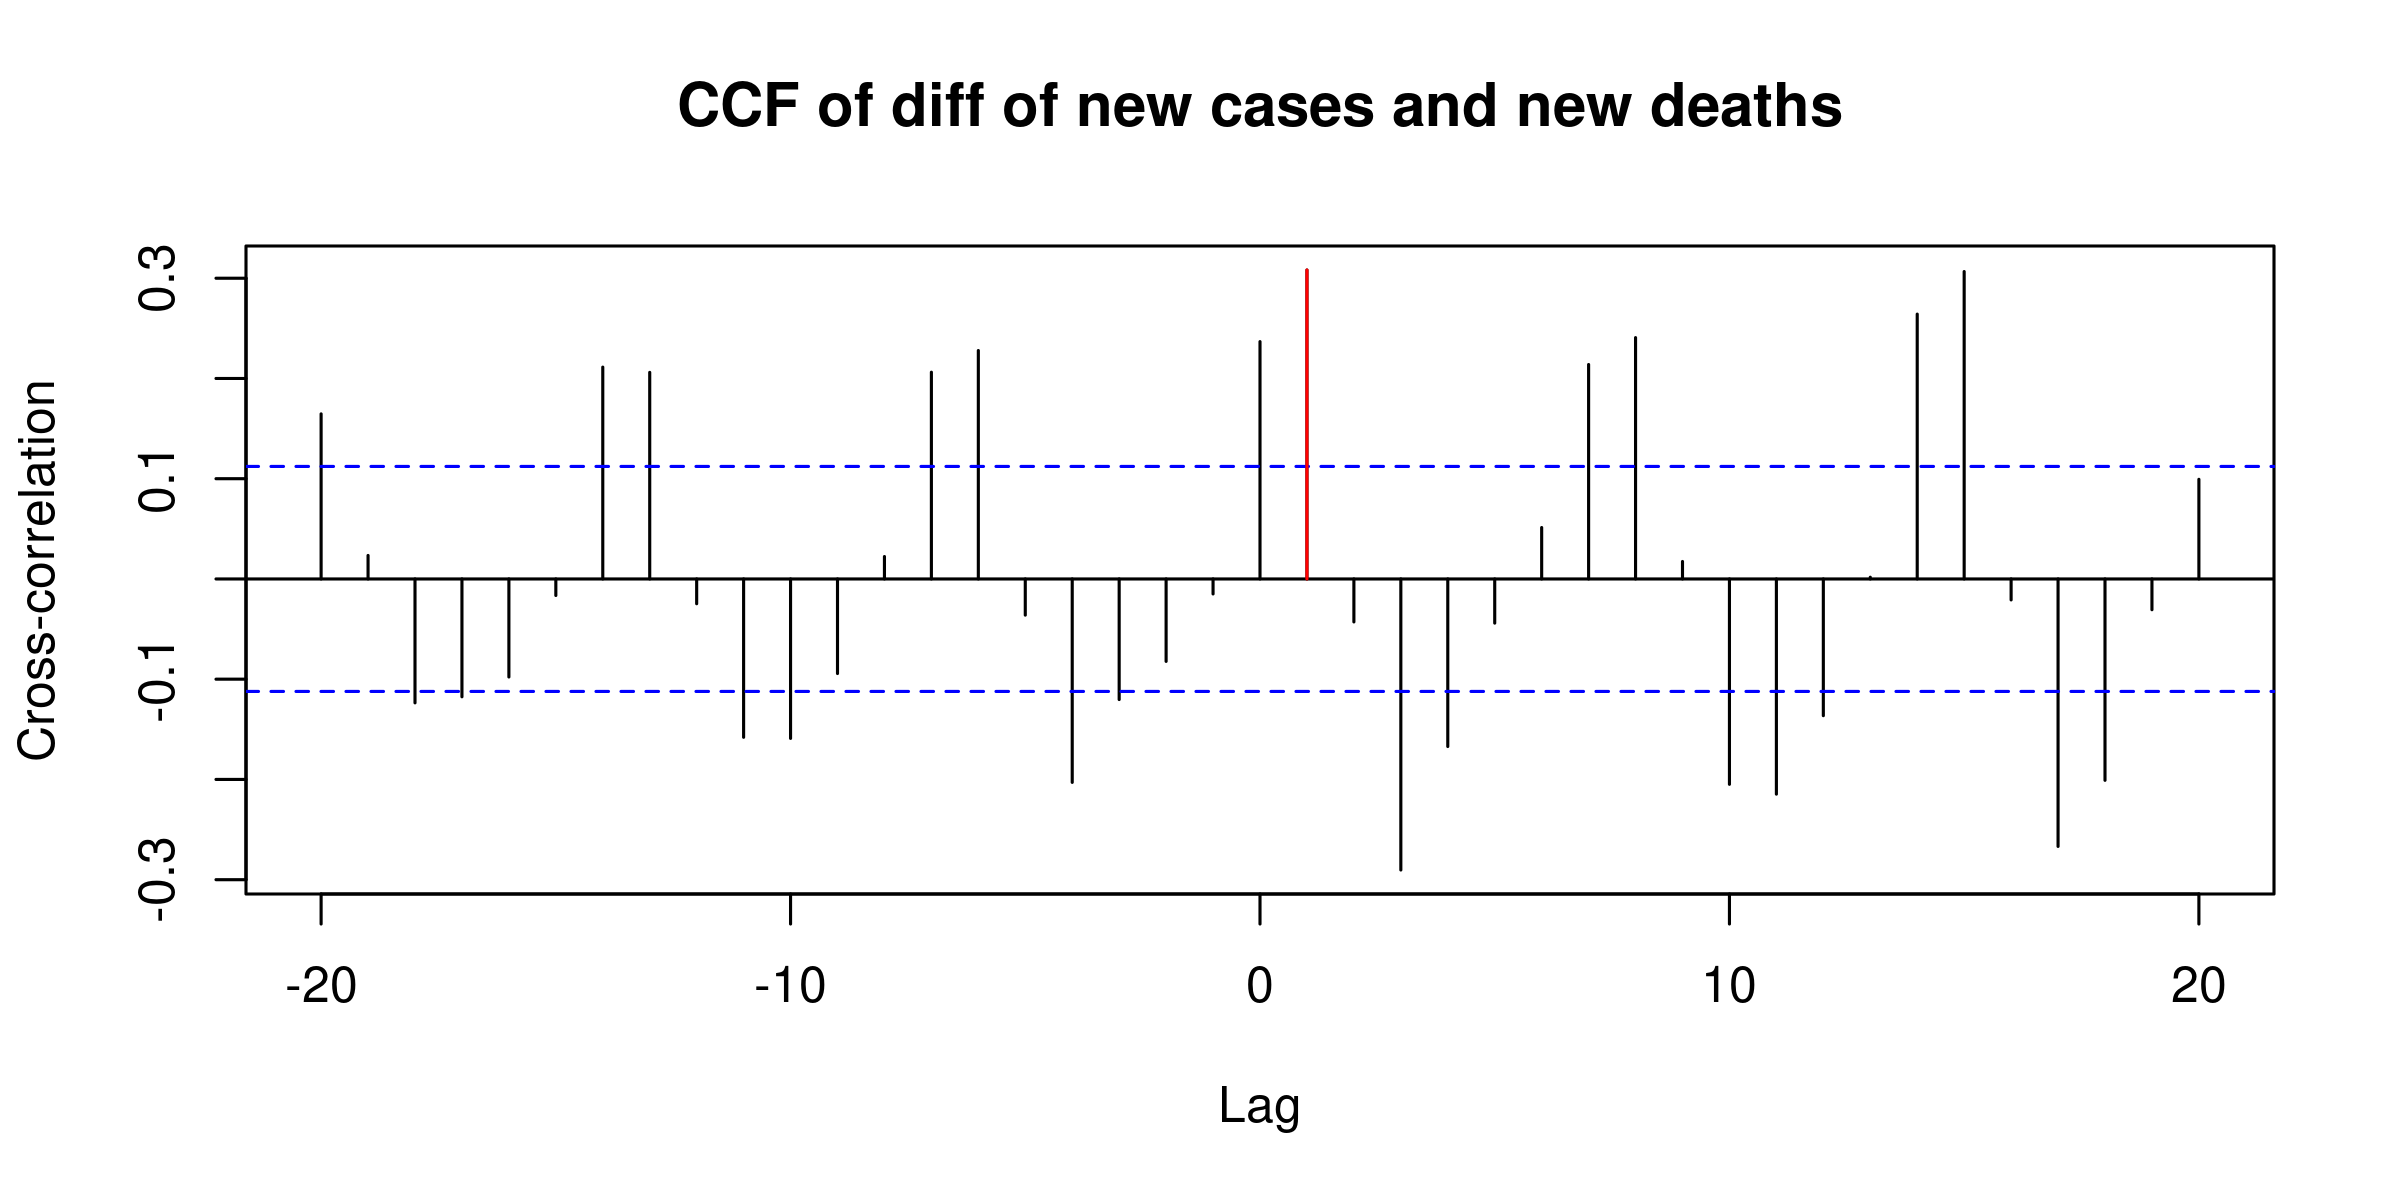 CCF of diff of new cases and new deaths
Cross-correlation
0.3
0.1
-0.1
-0.3
-20 -10 0 10 20
Lag